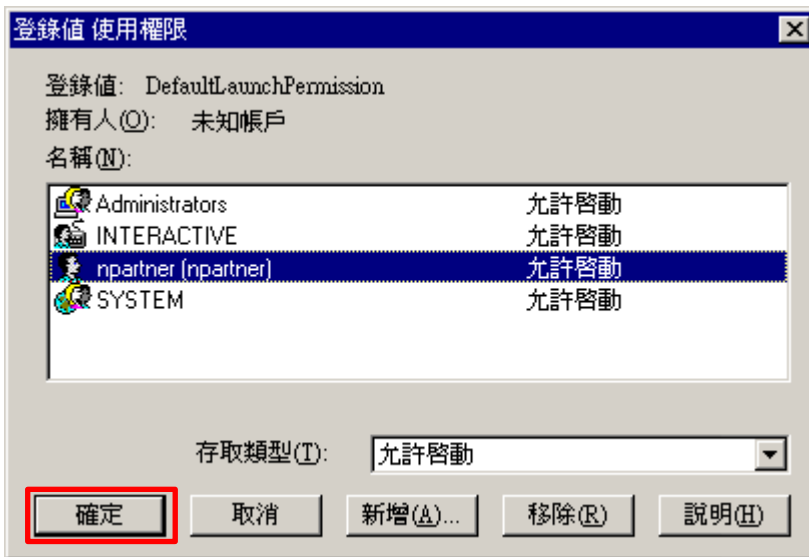 登錄值 使用權限
登錄值: DefaultLaunchPermission
擁有人(O): 未知帳戶
名稱(N):
Administrators 允許啓動
INTERACTIVE 允許啓動
npartner (npartner) 允許啓動
SYSTEM 允許啓動
存取類型(T): 允許啓動
確定 取消 新增(A)... 移除(R) 說明(H)